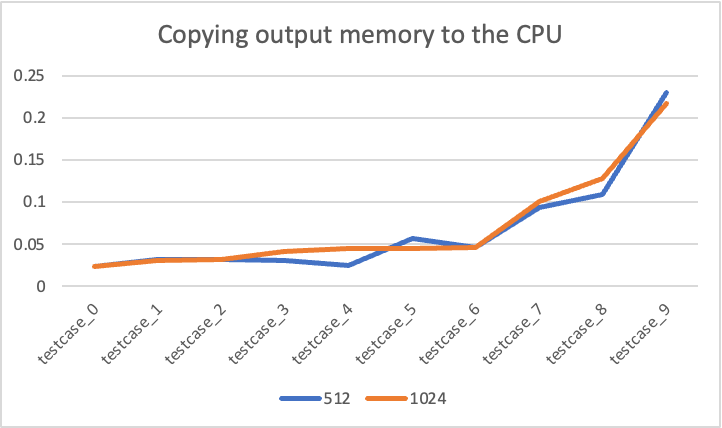 Copying output memory to the CPU
0.25
0.2
0.15
0.1
0.05
0
testcase_0
testcase_1
testcase_2
testcase_3
testcase_4
testcase_5
testcase_6
testcase_7
testcase_8
testcase_9
512 1024